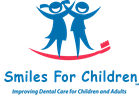 Smiles For Children
Improving Dental Care for Children and Adults